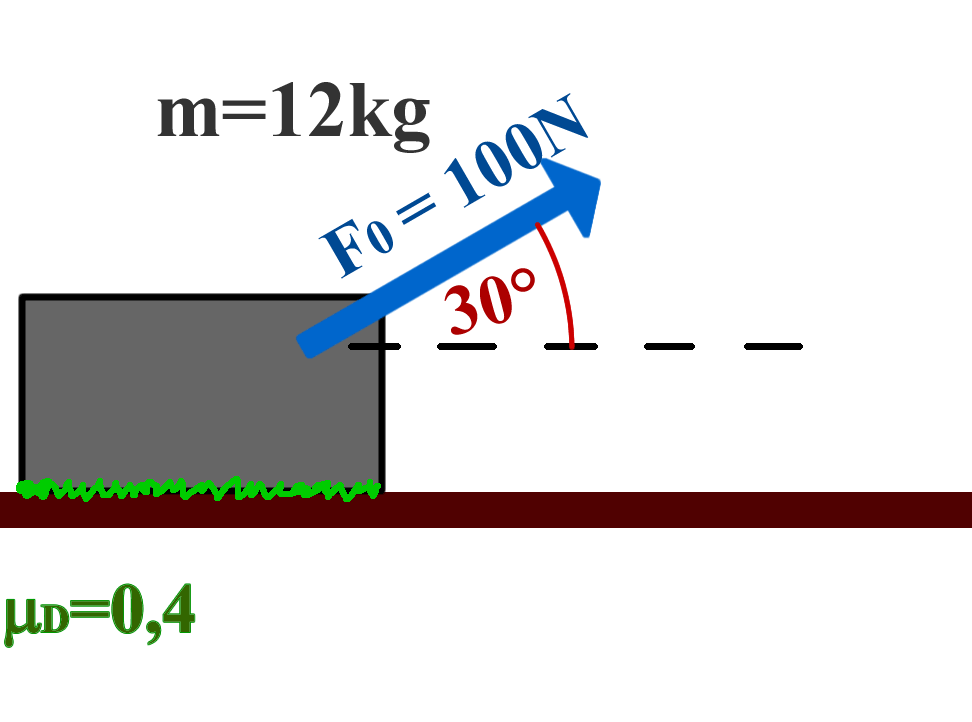 m=12kg
F₀ = 100N
30°
μD=0,4